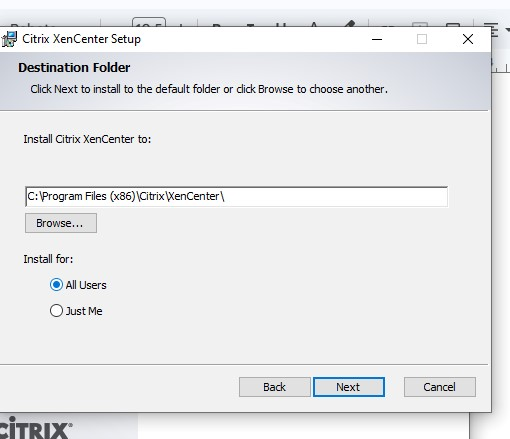 Citrix XenCenter Setup
Destination Folder
Click Next to install to the default folder or click Browse to choose another.
Install Citrix XenCenter to:
C:\Program Files (x86)\Citrix\XenCenter\
Browse...
Install for:
All Users
Just Me
Back Next Cancel
CİTRIX